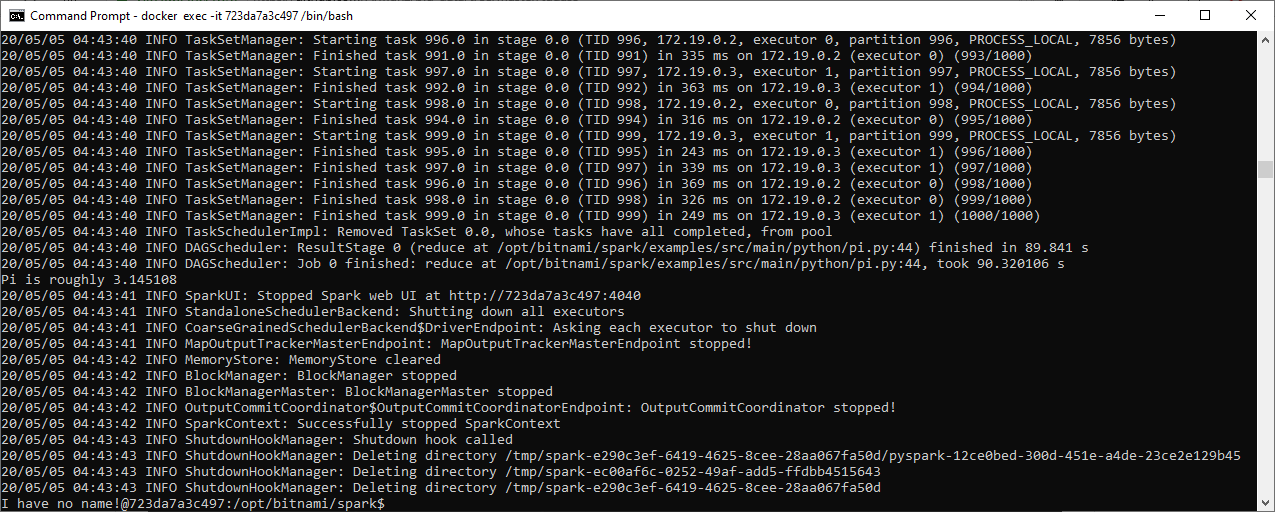 Command Prompt - docker exec -it 723da7a3c497 /bin/bash
20/05/05 04:43:40 INFO TaskSetManager: Starting task 996.0 in stage 0.0 (TID 996, 172.19.0.2, executor 0, partition 996, PROCESS_LOCAL, 7856 bytes)
20/05/05 04:43:40 INFO TaskSetManager: Finished task 991.0 in stage 0.0 (TID 991) in 335 ms on 172.19.0.2 (executor 0) (993/1000)
20/05/05 04:43:40 INFO TaskSetManager: Starting task 997.0 in stage 0.0 (TID 997, 172.19.0.3, executor 1, partition 997, PROCESS_LOCAL, 7856 bytes)
20/05/05 04:43:40 INFO TaskSetManager: Finished task 992.0 in stage 0.0 (TID 992) in 363 ms on 172.19.0.3 (executor 1) (994/1000)
20/05/05 04:43:40 INFO TaskSetManager: Starting task 998.0 in stage 0.0 (TID 998, 172.19.0.2, executor 0, partition 998, PROCESS_LOCAL, 7856 bytes)
20/05/05 04:43:40 INFO TaskSetManager: Finished task 994.0 in stage 0.0 (TID 994) in 316 ms on 172.19.0.2 (executor 0) (995/1000)
20/05/05 04:43:40 INFO TaskSetManager: Starting task 999.0 in stage 0.0 (TID 999, 172.19.0.3, executor 1, partition 999, PROCESS_LOCAL, 7856 bytes)
20/05/05 04:43:40 INFO TaskSetManager: Finished task 995.0 in stage 0.0 (TID 995) in 243 ms on 172.19.0.3 (executor 1) (996/1000)
20/05/05 04:43:40 INFO TaskSetManager: Finished task 997.0 in stage 0.0 (TID 997) in 339 ms on 172.19.0.3 (executor 1) (997/1000)
20/05/05 04:43:40 INFO TaskSetManager: Finished task 996.0 in stage 0.0 (TID 996) in 369 ms on 172.19.0.2 (executor 0) (998/1000)
20/05/05 04:43:40 INFO TaskSetManager: Finished task 998.0 in stage 0.0 (TID 998) in 326 ms on 172.19.0.2 (executor 0) (999/1000)
20/05/05 04:43:40 INFO TaskSetManager: Finished task 999.0 in stage 0.0 (TID 999) in 249 ms on 172.19.0.3 (executor 1) (1000/1000)
20/05/05 04:43:40 INFO TaskSchedulerImpl: Removed TaskSet 0.0, whose tasks have all completed, from pool
20/05/05 04:43:40 INFO DAGScheduler: ResultStage 0 (reduce at /opt/bitnami/spark/examples/src/main/python/pi.py:44) finished in 89.841 s
20/05/05 04:43:40 INFO DAGScheduler: Job 0 finished: reduce at /opt/bitnami/spark/examples/src/main/python/pi.py:44, took 90.320106 s
Pi is roughly 3.145108
20/05/05 04:43:41 INFO SparkUI: Stopped Spark web UI at http://723da7a3c497:4040
20/05/05 04:43:41 INFO StandaloneSchedulerBackend: Shutting down all executors
20/05/05 04:43:41 INFO CoarseGrainedSchedulerBackend$DriverEndpoint: Asking each executor to shut down
20/05/05 04:43:41 INFO MapOutputTrackerMasterEndpoint: MapOutputTrackerMasterEndpoint stopped!
20/05/05 04:43:42 INFO MemoryStore: MemoryStore cleared
20/05/05 04:43:42 INFO BlockManager: BlockManager stopped
20/05/05 04:43:42 INFO BlockManagerMaster: BlockManagerMaster stopped
20/05/05 04:43:42 INFO OutputCommitCoordinator$OutputCommitCoordinatorEndpoint: OutputCommitCoordinator stopped!
20/05/05 04:43:42 INFO SparkContext: Successfully stopped SparkContext
20/05/05 04:43:43 INFO ShutdownHookManager: Shutdown hook called
20/05/05 04:43:43 INFO ShutdownHookManager: Deleting directory /tmp/spark-e290c3ef-6419-4625-8cee-28aa067fa50d/pyspark-12ce0bed-300d-451e-a4de-23ce2e129b45
20/05/05 04:43:43 INFO ShutdownHookManager: Deleting directory /tmp/spark-ec00af6c-0252-49af-add5-ffdbb4515643
20/05/05 04:43:43 INFO ShutdownHookManager: Deleting directory /tmp/spark-e290c3ef-6419-4625-8cee-28aa067fa50d
I have no name!@723da7a3c497:/opt/bitnami/spark$